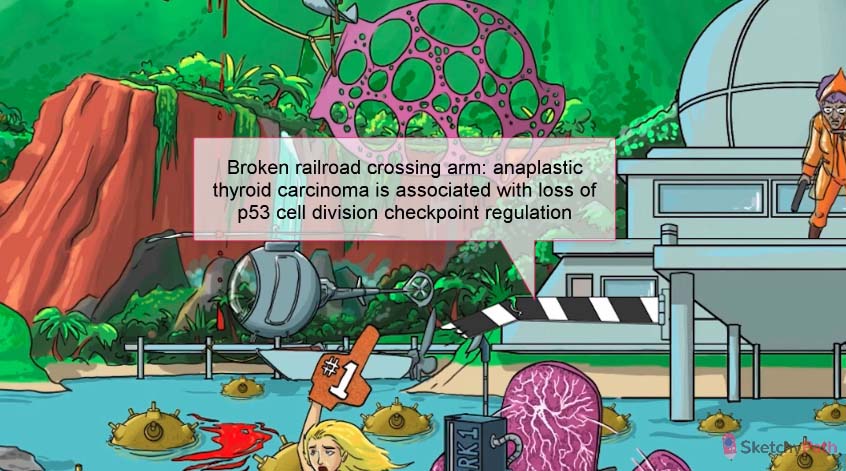 Broken railroad crossing arm: anaplastic
thyroid carcinoma is associated with loss of
p53 cell division checkpoint regulation
#1
RK1
SketchyPath